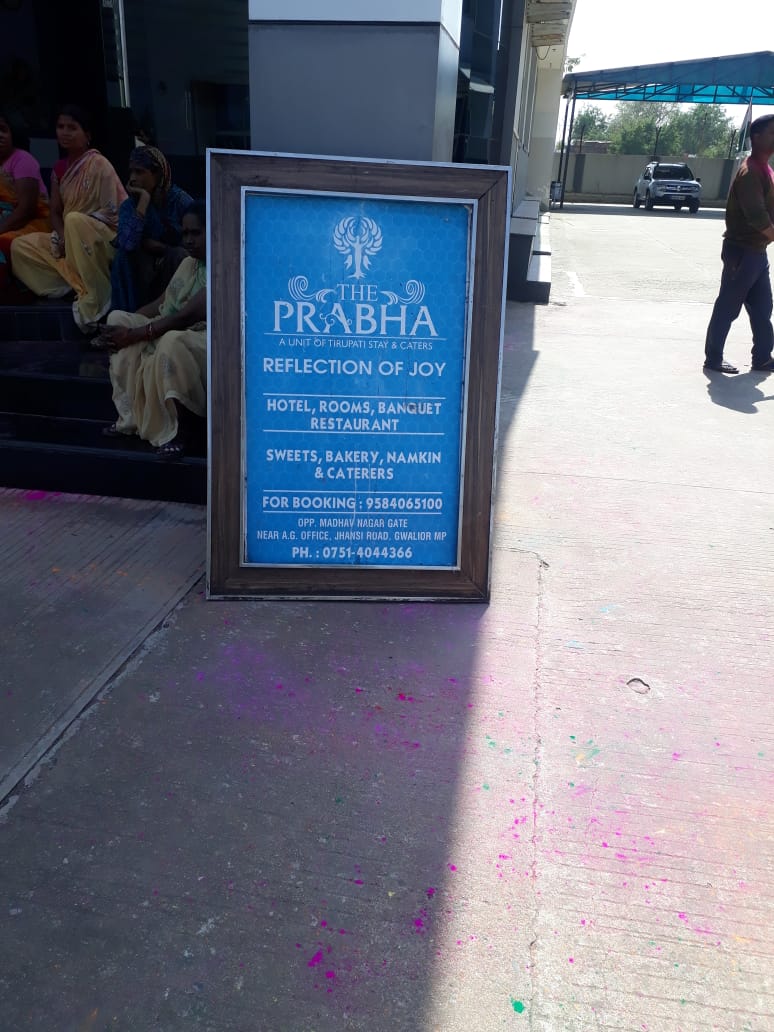 THE
PRABHA
A UNIT OF TIRUPATI STAY & CATERS
REFLECTION OF JOY
HOTEL, ROOMS, BANQUET
RESTAURANT
SWEETS, BAKERY, NAMKIN
& CATERERS
FOR BOOKING : 9584065100
OPP. MADHAV NAGAR GATE
NEAR A.G. OFFICE, JHANSI ROAD, GWALIOR MP
PH. : 0751-4044366